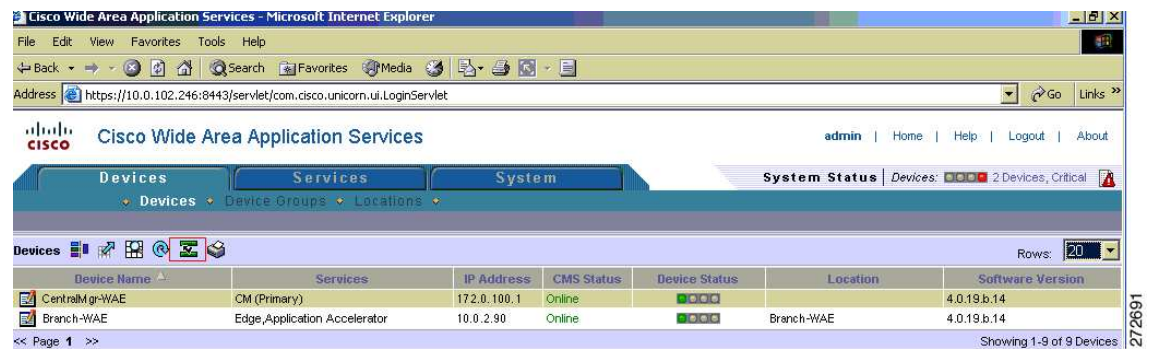 Cisco Wide Area Application Services - Microsoft Internet Explorer
File Edit View Favorites Tools Help
Back Search Favorites Media
Address https://10.0.102.246:8443/servlet/com.cisco.unicorn.ui.LoginServlet Go Links »
CISCO Cisco Wide Area Application Services admin | Home | Help | Logout | About
Devices Services System System Status | Devices: 2 Devices, Critical
Devices Device Groups Locations
Devices Rows: 20
Device Name Services IP Address CMS Status Device Status Location Software Version
CentralMgr-WAE CM (Primary) 172.0.100.1 Online 4.0.19.b.14
Branch-WAE Edge,Application Accelerator 10.0.2.90 Online Branch-WAE 4.0.19.b.14
<< Page 1 >> Showing 1-9 of 9 Devices
272691